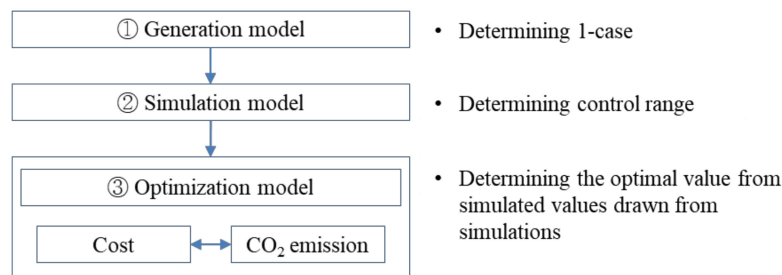 ① Generation model
• Determining 1-case
② Simulation model
• Determining control range
③ Optimization model
Cost
CO₂ emission
• Determining the optimal value from
simulated values drawn from
simulations